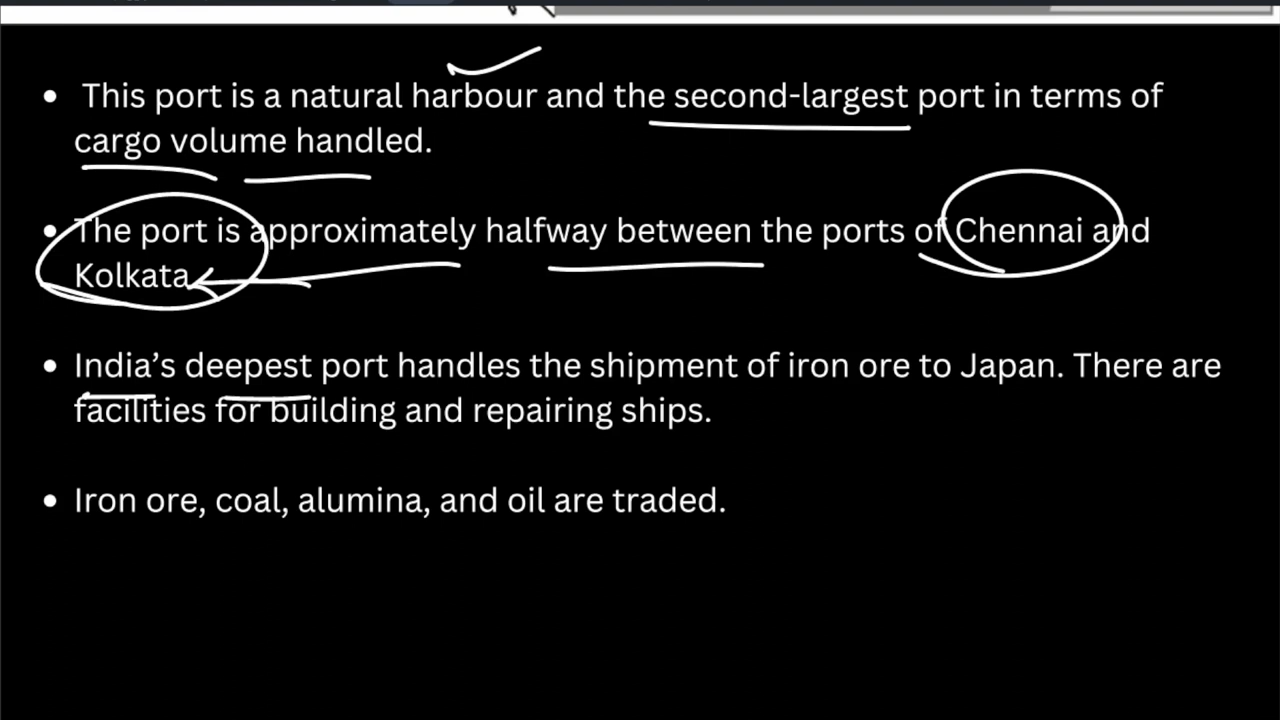 • This port is a natural harbour and the second-largest port in terms of
cargo volume handled.
• The port is approximately halfway between the ports of Chennai and
Kolkata
• India’s deepest port handles the shipment of iron ore to Japan. There are
facilities for building and repairing ships.
• Iron ore, coal, alumina, and oil are traded.